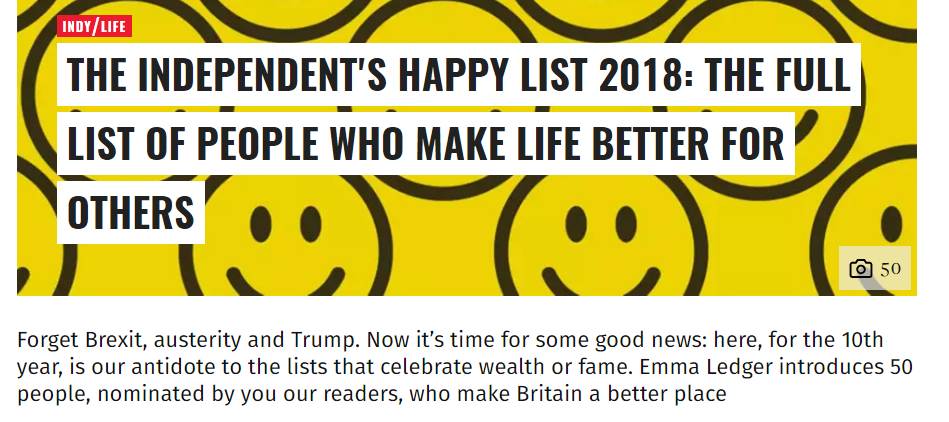 INDY/LIFE
THE INDEPENDENT'S HAPPY LIST 2018: THE FULL
LIST OF PEOPLE WHO MAKE LIFE BETTER FOR
OTHERS
50
Forget Brexit, austerity and Trump. Now it’s time for some good news: here, for the 10th
year, is our antidote to the lists that celebrate wealth or fame. Emma Ledger introduces 50
people, nominated by you our readers, who make Britain a better place